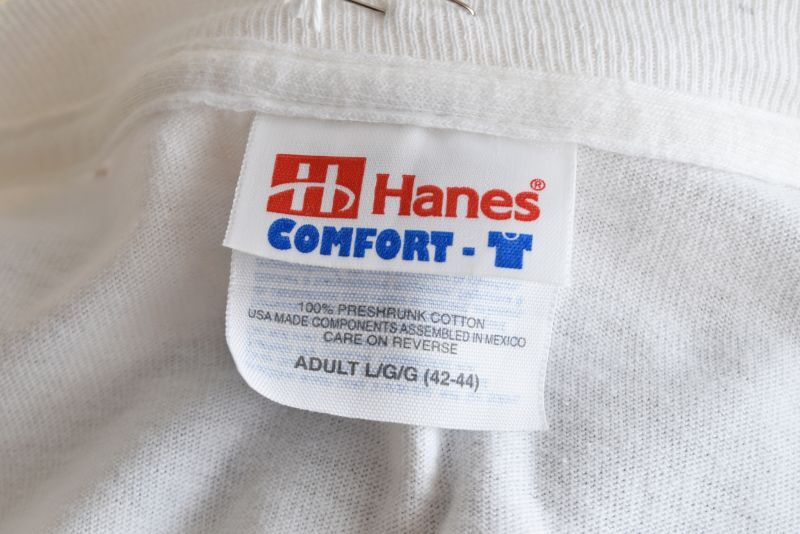 Hanes®
COMFORT-
100% PRESHRUNK COTTON
USA MADE COMPONENTS ASSEMBLED IN MEXICO
CARE ON REVERSE
ADULT L/G/G (42-44)